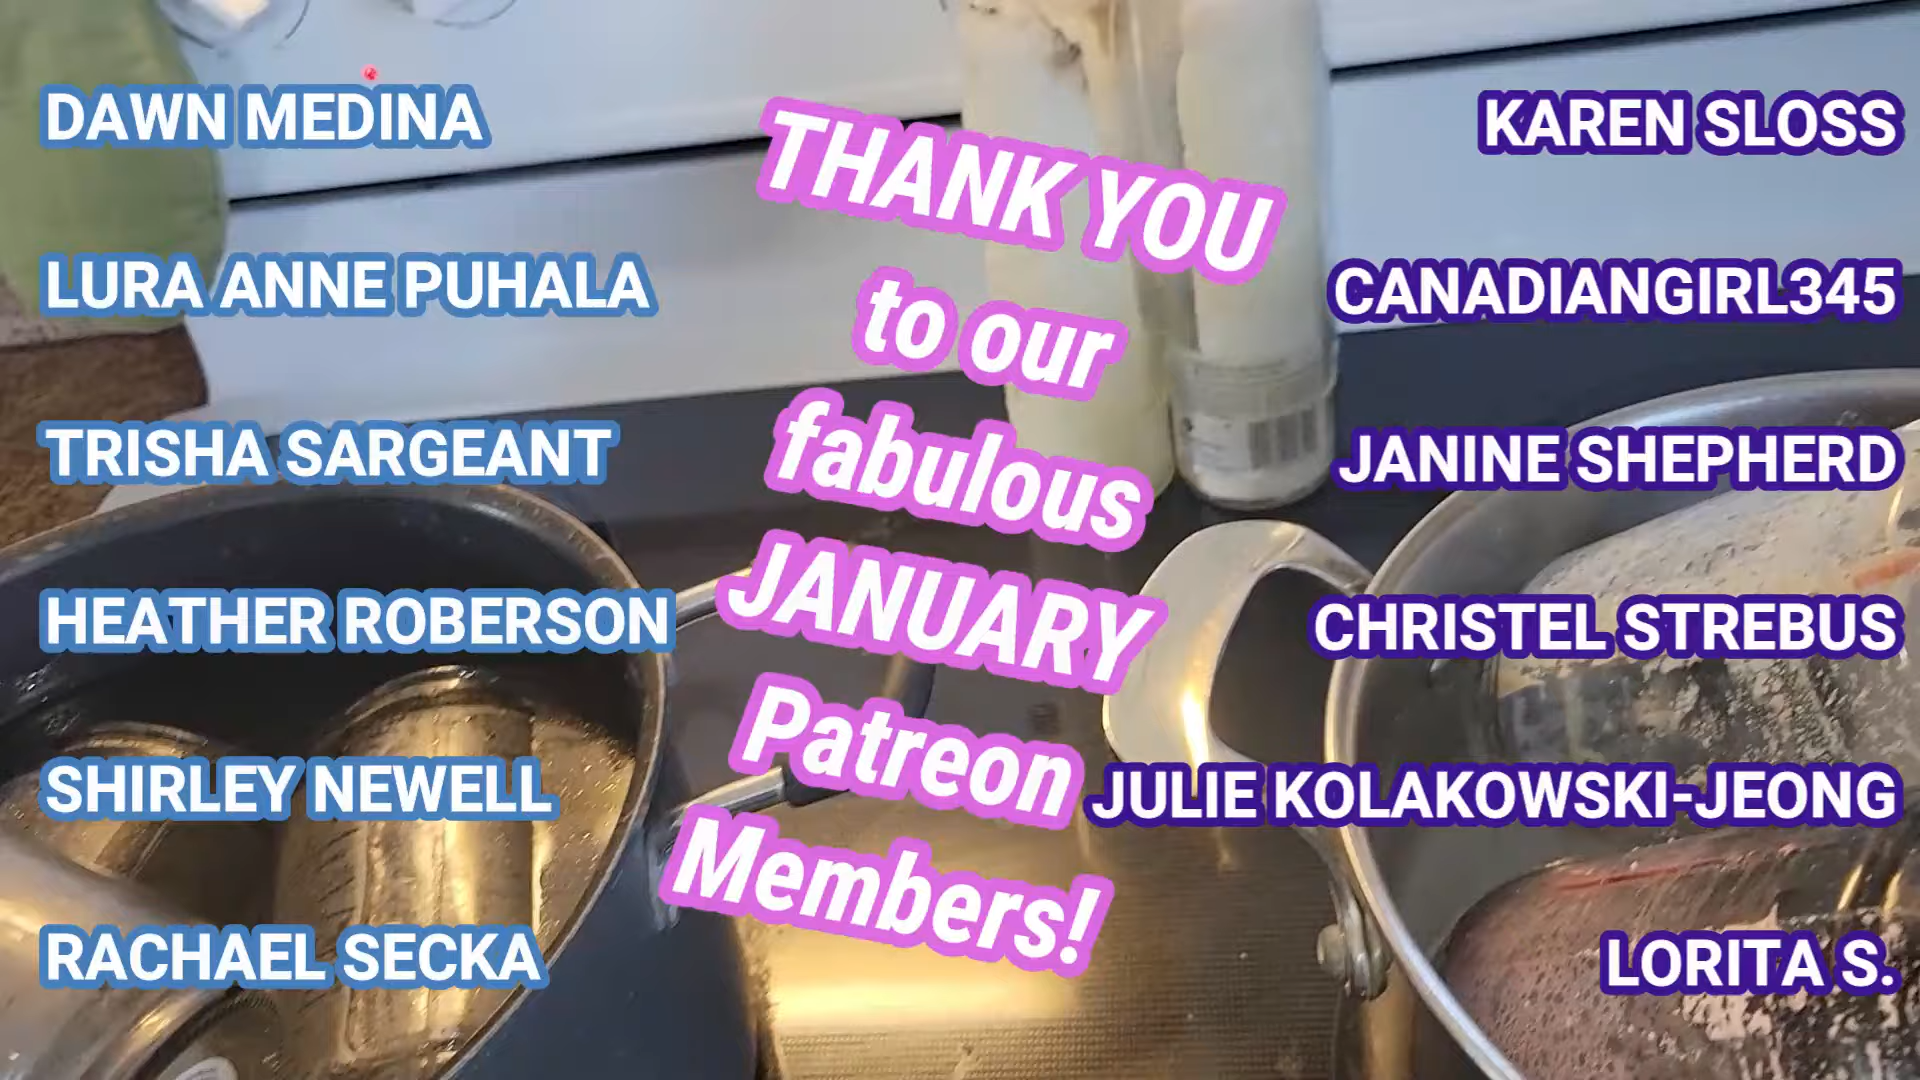 DAWN MEDINA
LURA ANNE PUHALA
TRISHA SARGEANT
HEATHER ROBERSON
SHIRLEY NEWELL
RACHAEL SECKA
THANK YOU
to our
fabulous
JANUARY
Patreon
Members!
KAREN SLOSS
CANADIANGIRL345
JANINE SHEPHERD
CHRISTEL STREBUS
JULIE KOLAKOWSKI-JEONG
LORITA S.